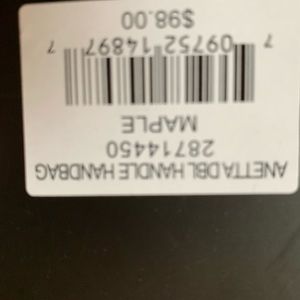 ANETTA DBL HANDLE HANDBAG
28714450
MAPLE
7 09752 14897 7
$98.00